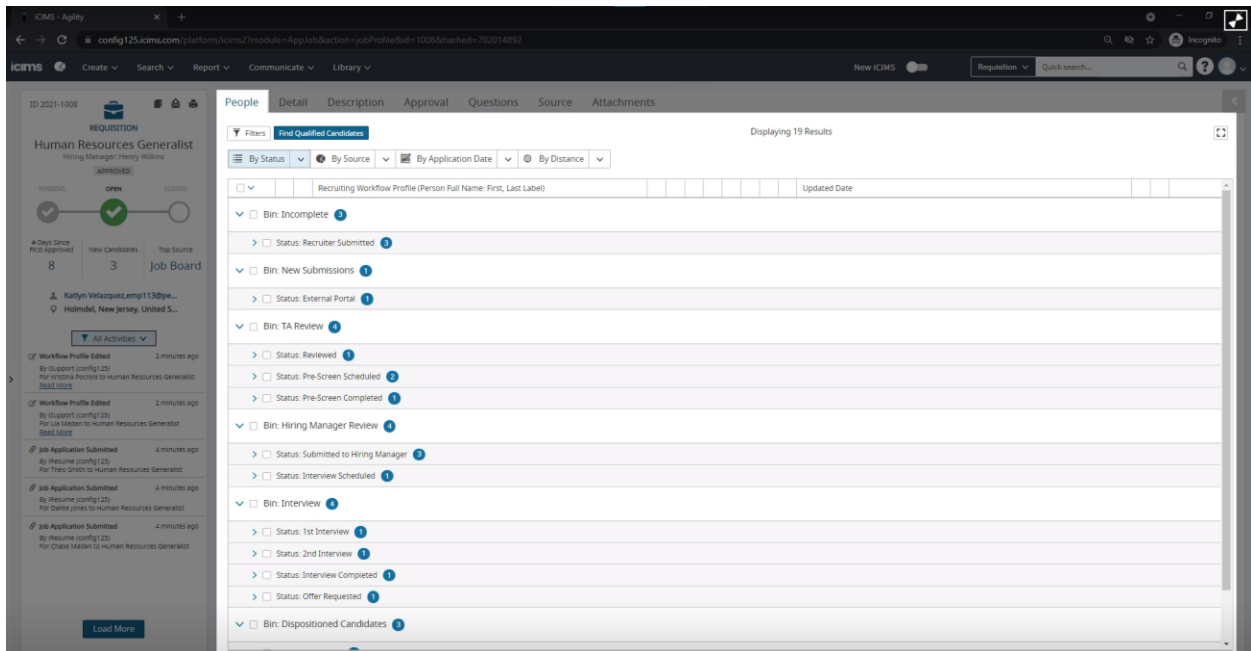 iCIMS - Agility
config125.icims.com/platform/icims2?module=AppJob&action=jobProfile&id=1008&hashed=702014892
Incognito
iCIMS Create Search Report Communicate Library New iCIMS Requisition Quick search... ?
ID 2021-1008
REQUISITION
Human Resources Generalist
Hiring Manager: Henry Wilkins
APPROVED
PENDING OPEN CLOSED
# Days Since First Approved New Candidates Top Source
8 3 Job Board
Katlyn Velazquez,emp113@pe...
Holmdel, New Jersey, United S...
All Activities
Workflow Profile Edited 2 minutes ago
By iSupport (config125)
For Kristina Pochini to Human Resources Generalist
Read More
Workflow Profile Edited 2 minutes ago
By iSupport (config125)
For Lia Madan to Human Resources Generalist
Read More
Job Application Submitted 4 minutes ago
By iResume (config125)
For Theo Smith to Human Resources Generalist
Job Application Submitted 4 minutes ago
By iResume (config125)
For Dante Jones to Human Resources Generalist
Job Application Submitted 4 minutes ago
By iResume (config125)
For Chase Madan to Human Resources Generalist
Load More
People Detail Description Approval Questions Source Attachments
Filters Find Qualified Candidates Displaying 19 Results
By Status By Source By Application Date By Distance
Recruiting Workflow Profile (Person Full Name: First, Last Label) Updated Date
Bin: Incomplete 3
Status: Recruiter Submitted 3
Bin: New Submissions 1
Status: External Portal 1
Bin: TA Review 4
Status: Reviewed 1
Status: Pre-Screen Scheduled 2
Status: Pre-Screen Completed 1
Bin: Hiring Manager Review 4
Status: Submitted to Hiring Manager 3
Status: Interview Scheduled 1
Bin: Interview 4
Status: 1st Interview 1
Status: 2nd Interview 1
Status: Interview Completed 1
Status: Offer Requested 1
Bin: Dispositioned Candidates 3